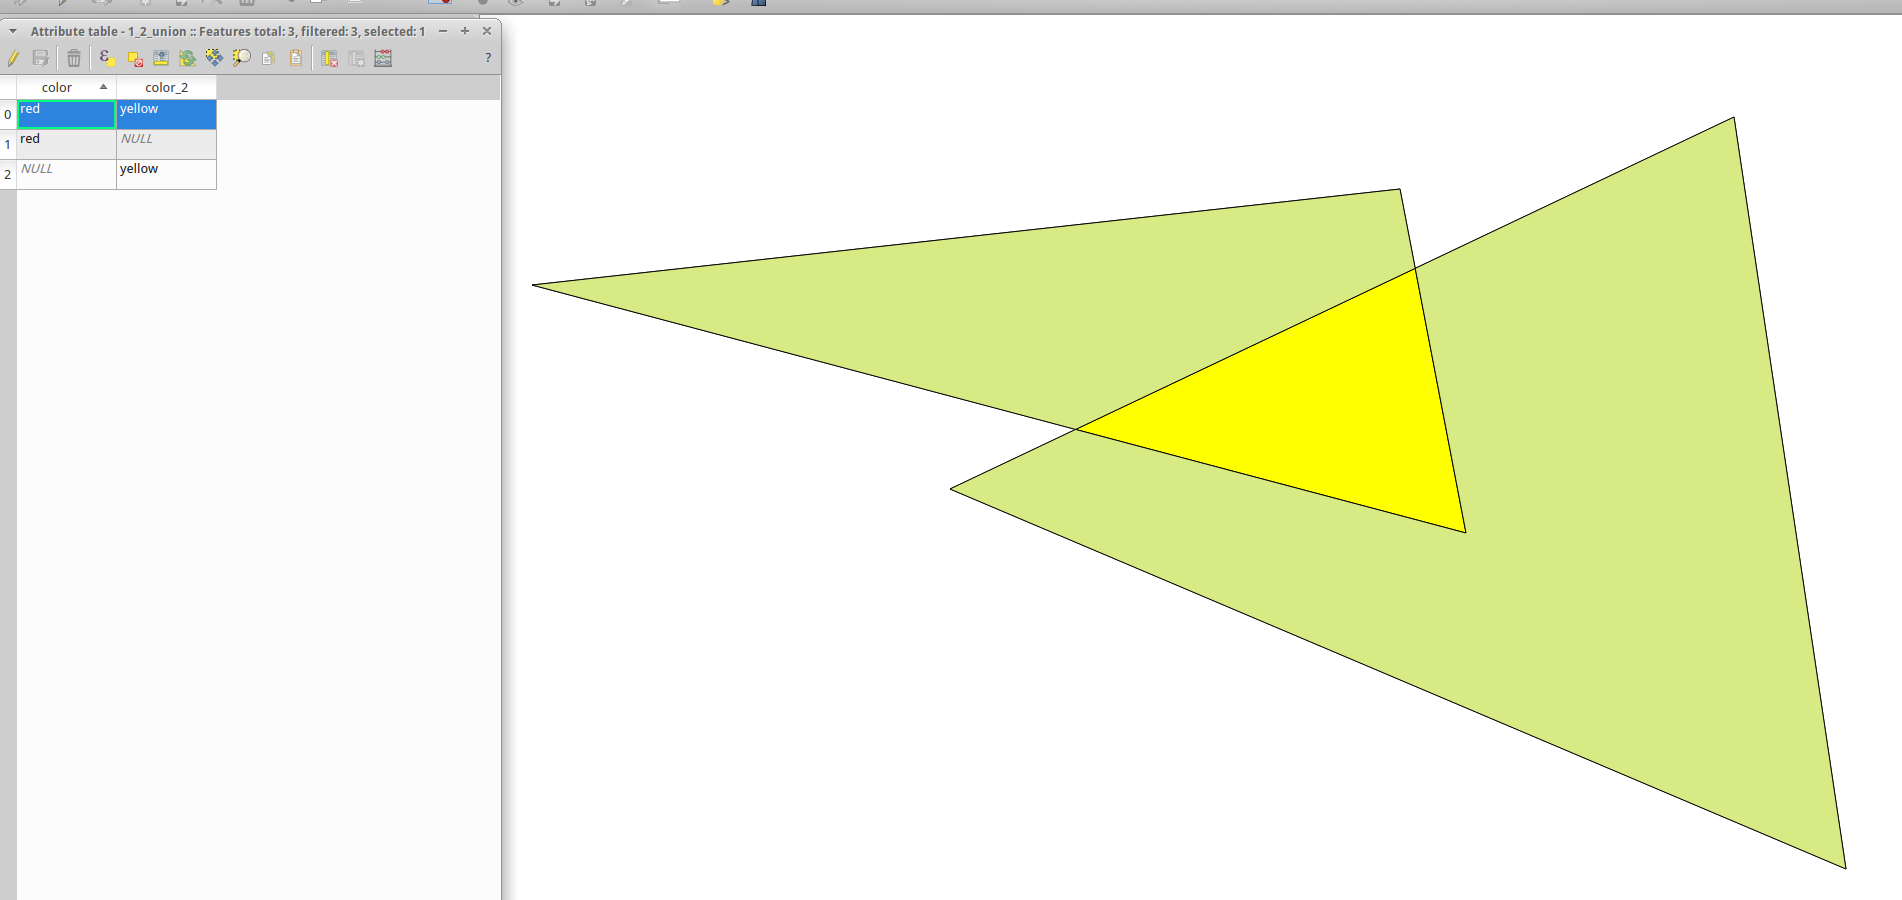 Attribute table - 1_2_union :: Features total: 3, filtered: 3, selected: 1
?
color color_2
0 red yellow
1 red NULL
2 NULL yellow